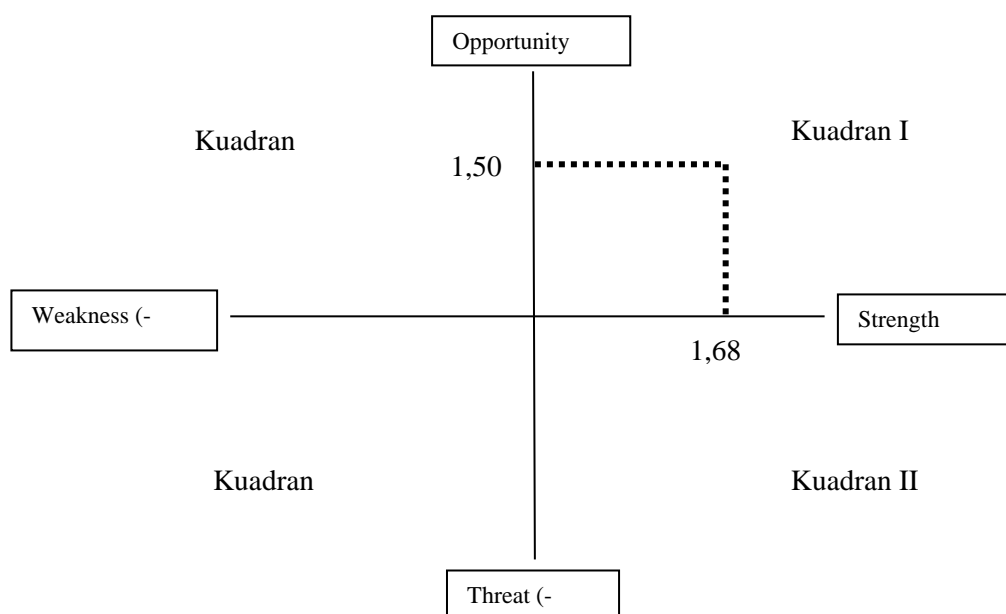 Opportunity
Kuadran
Kuadran I
1,50
Weakness (-
Strength
1,68
Kuadran
Kuadran II
Threat (-